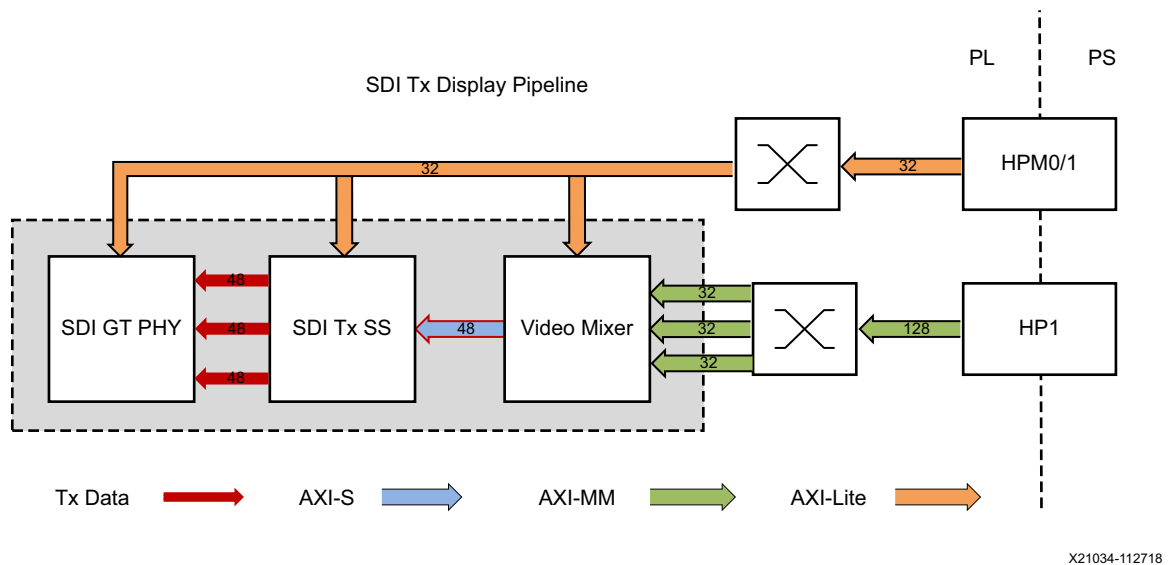 PL
PS
SDI Tx Display Pipeline
32
32
HPM0/1
48
48
48
SDI GT PHY
SDI Tx SS
48
Video Mixer
32
32
32
128
HP1
Tx Data
AXI-S
AXI-MM
AXI-Lite
X21034-112718